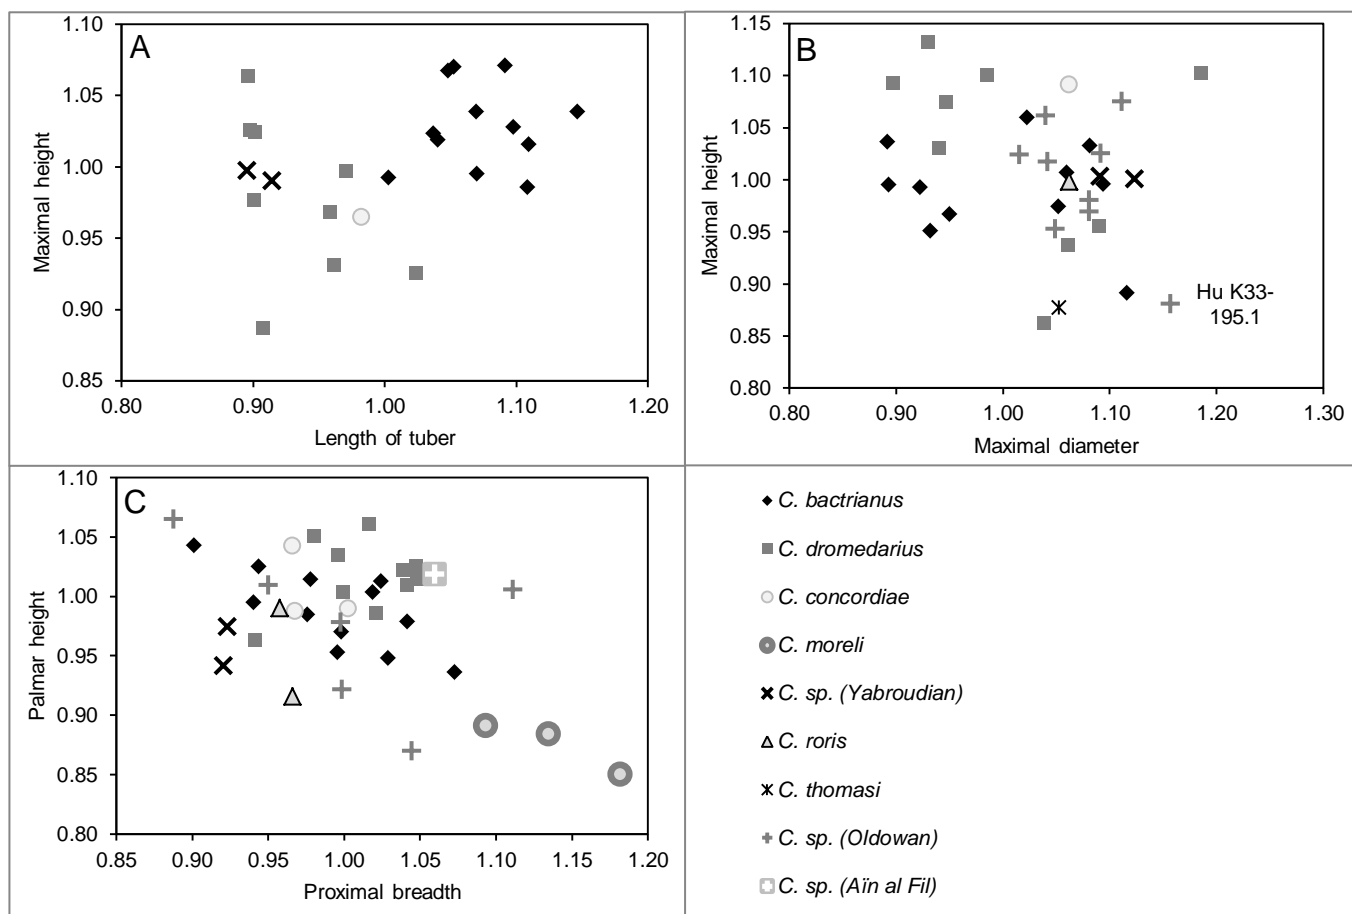 A
1.10
1.05
1.00
0.95
0.90
0.85
Maximal height
0.80
0.90
1.00
1.10
1.20
Length of tuber
B
1.15
1.10
1.05
1.00
0.95
0.90
0.85
0.80
Maximal height
Hu K33-
195.1
0.80
0.90
1.00
1.10
1.20
1.30
Maximal diameter
C
1.10
1.05
1.00
0.95
0.90
0.85
0.80
Palmar height
0.85
0.90
0.95
1.00
1.05
1.10
1.15
1.20
Proximal breadth
C. bactrianus
C. dromedarius
C. concordiae
C. moreli
C. sp. (Yabroudian)
C. roris
C. thomasi
C. sp. (Oldowan)
C. sp. (Aïn al Fil)